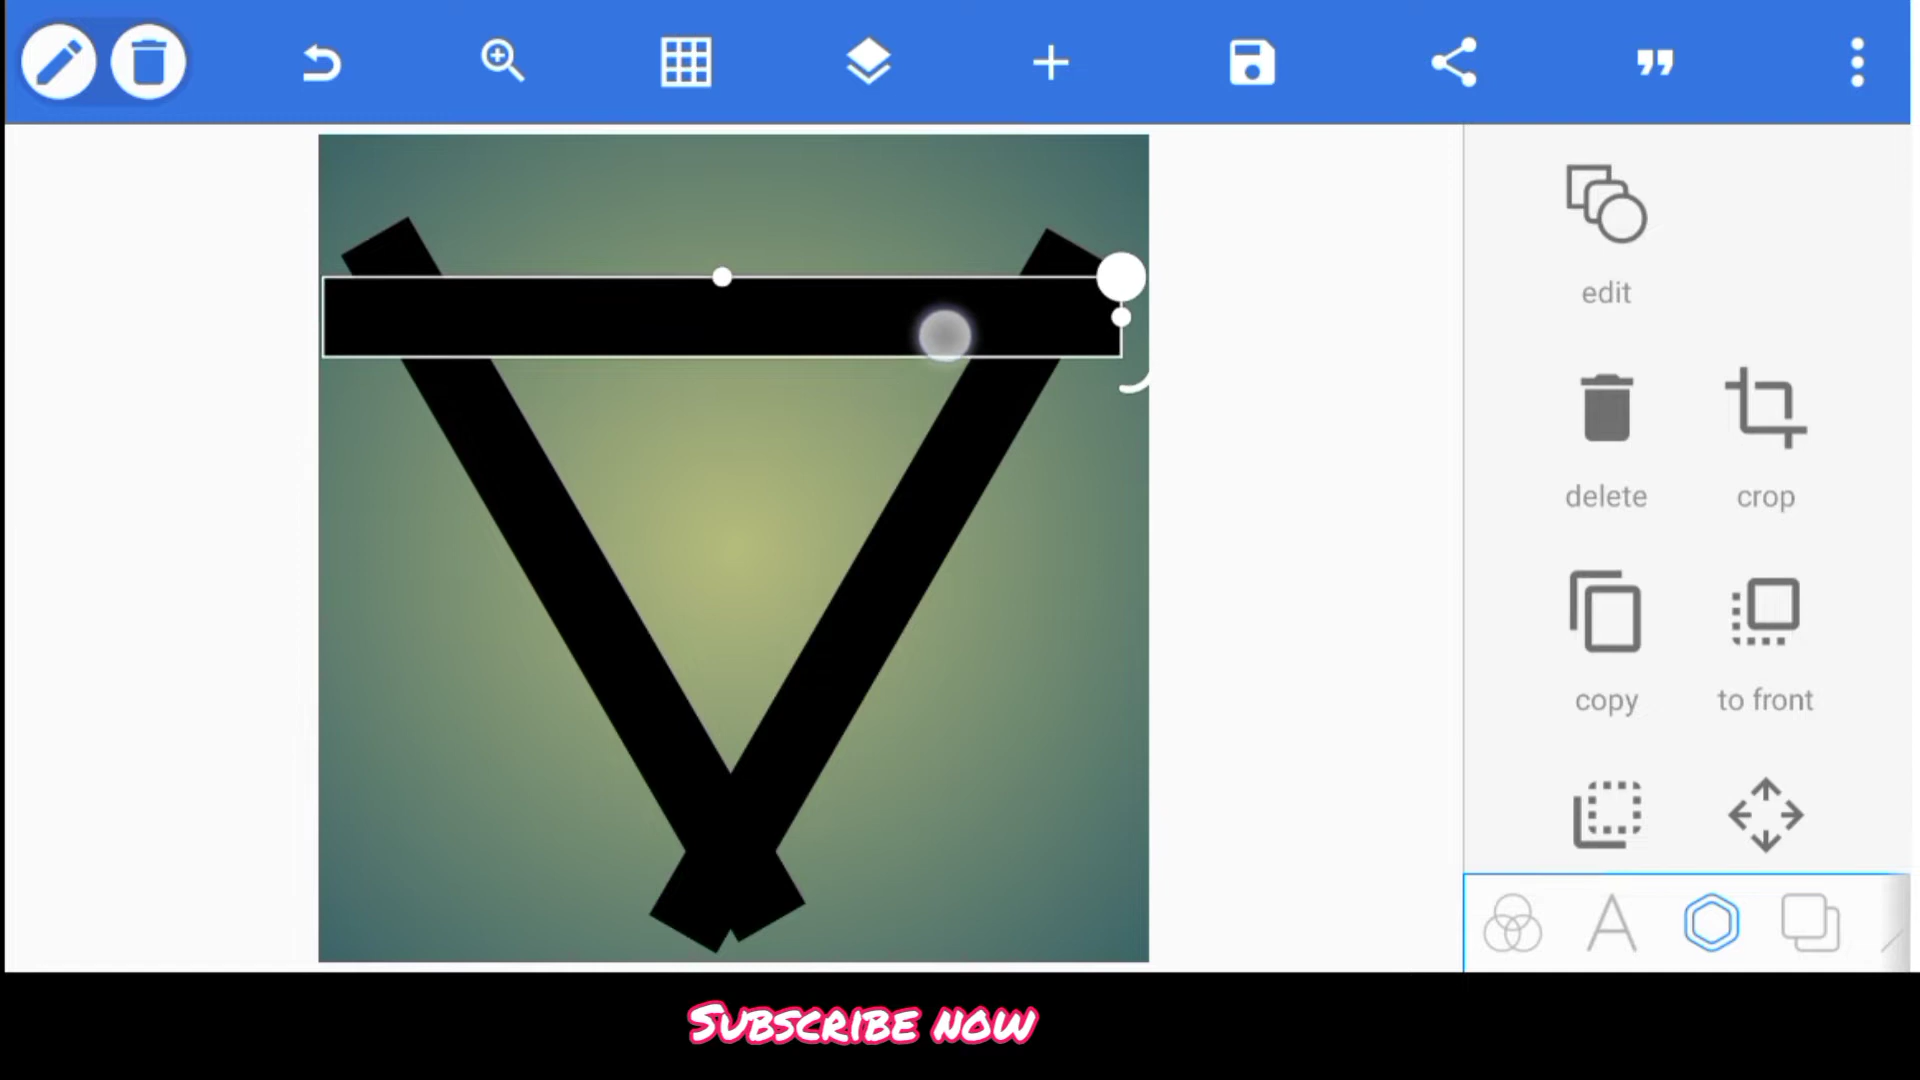 edit
delete
crop
copy
to front
Subscribe now